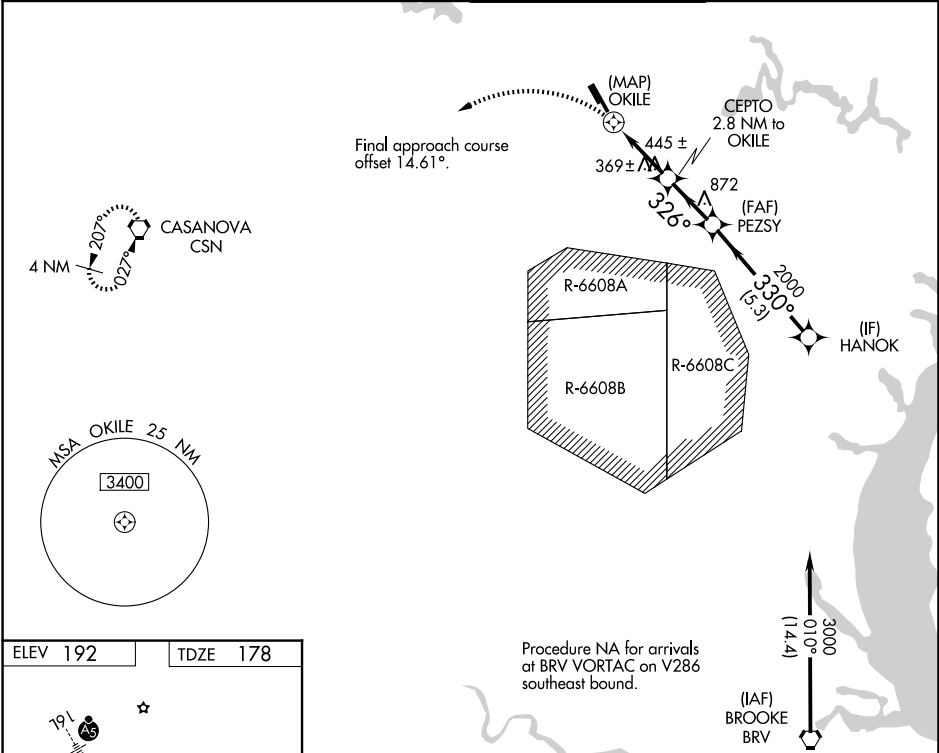 (MAP)
OKILE
CEPTO
2.8 NM to
OKILE
Final approach course
offset 14.61°.
445 ±
369 ±
872
(FAF)
PEZSY
326°
CASANOVA
CSN
207°
027°
4 NM
2000
330°
(5.3)
(IF)
HANOK
R-6608A
R-6608B
R-6608C
MSA OKILE 25 NM
3400
3000
010°
(14.4)
Procedure NA for arrivals
at BRV VORTAC on V286
southeast bound.
(IAF)
BROOKE
BRV
ELEV 192
TDZE 178
16L
A5